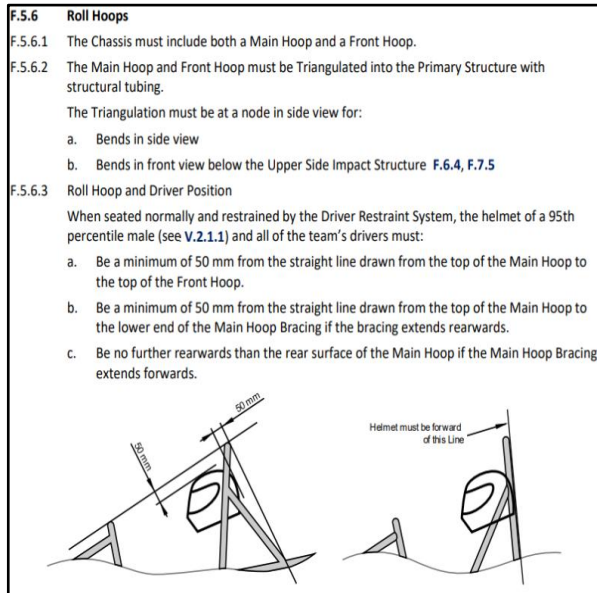 F.5.6 Roll Hoops
F.5.6.1 The Chassis must include both a Main Hoop and a Front Hoop.
F.5.6.2 The Main Hoop and Front Hoop must be Triangulated into the Primary Structure with
structural tubing.
The Triangulation must be at a node in side view for:
a. Bends in side view
b. Bends in front view below the Upper Side Impact Structure F.6.4, F.7.5
F.5.6.3 Roll Hoop and Driver Position
When seated normally and restrained by the Driver Restraint System, the helmet of a 95th
percentile male (see V.2.1.1) and all of the team's drivers must:
a. Be a minimum of 50 mm from the straight line drawn from the top of the Main Hoop to
the top of the Front Hoop.
b. Be a minimum of 50 mm from the straight line drawn from the top of the Main Hoop to
the lower end of the Main Hoop Bracing if the bracing extends rearwards.
c. Be no further rearwards than the rear surface of the Main Hoop if the Main Hoop Bracing
extends forwards.
50 mm
50 mm
Helmet must be forward
of this Line